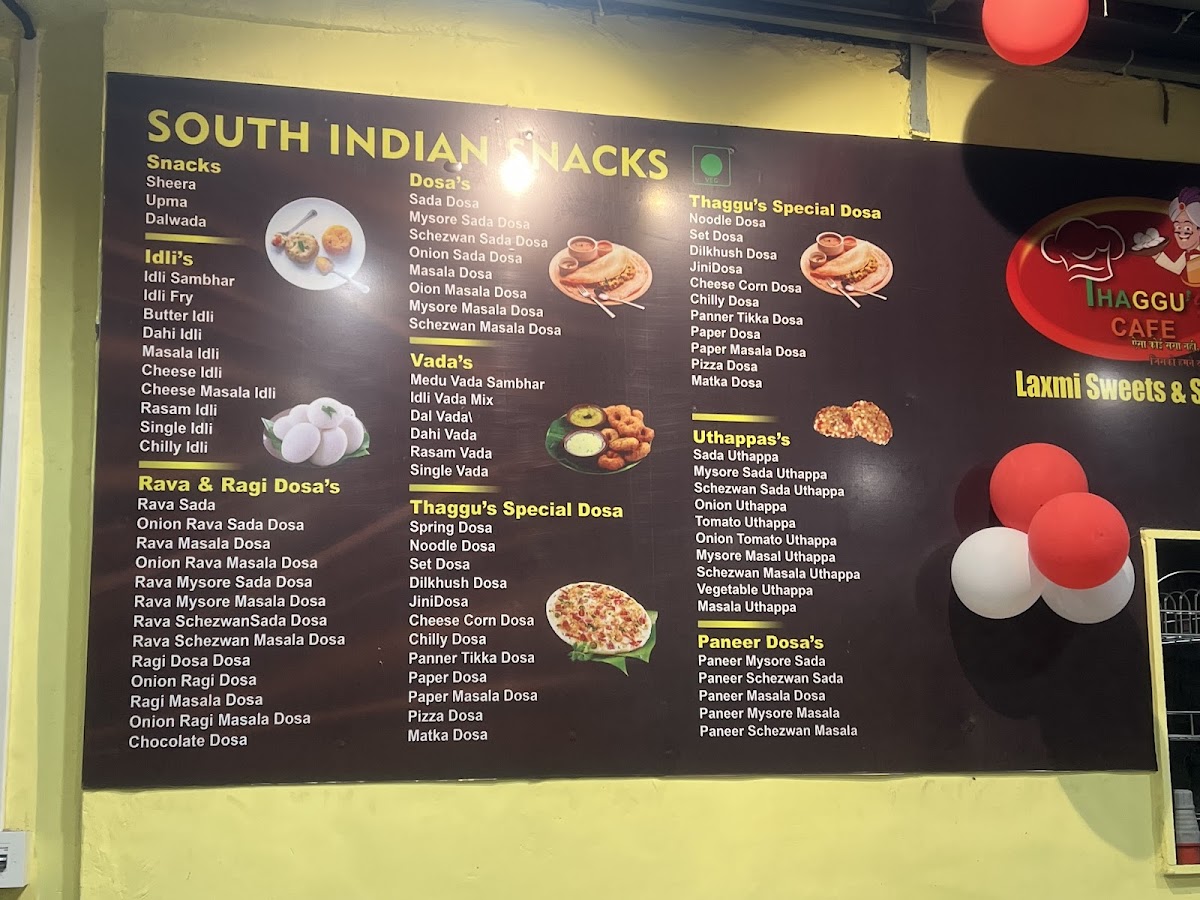 SOUTH INDIAN SNACKS
VEG
Snacks
Sheera
Upma
Dalwada
Idli's
Idli Sambhar
Idli Fry
Butter Idli
Dahi Idli
Masala Idli
Cheese Idli
Cheese Masala Idli
Rasam Idli
Single Idli
Chilly Idli
Rava & Ragi Dosa's
Rava Sada
Onion Rava Sada Dosa
Rava Masala Dosa
Onion Rava Masala Dosa
Rava Mysore Sada Dosa
Rava Mysore Masala Dosa
Rava SchezwanSada Dosa
Rava Schezwan Masala Dosa
Ragi Dosa Dosa
Onion Ragi Dosa
Ragi Masala Dosa
Onion Ragi Masala Dosa
Chocolate Dosa
Dosa's
Sada Dosa
Mysore Sada Dosa
Schezwan Sada Dosa
Onion Sada Dosa
Masala Dosa
Oion Masala Dosa
Mysore Masala Dosa
Schezwan Masala Dosa
Vada's
Medu Vada Sambhar
Idli Vada Mix
Dal Vada\
Dahi Vada
Rasam Vada
Single Vada
Thaggu's Special Dosa
Spring Dosa
Noodle Dosa
Set Dosa
Dilkhush Dosa
JiniDosa
Cheese Corn Dosa
Chilly Dosa
Panner Tikka Dosa
Paper Dosa
Paper Masala Dosa
Pizza Dosa
Matka Dosa
Thaggu's Special Dosa
Noodle Dosa
Set Dosa
Dilkhush Dosa
JiniDosa
Cheese Corn Dosa
Chilly Dosa
Panner Tikka Dosa
Paper Dosa
Paper Masala Dosa
Pizza Dosa
Matka Dosa
Uthappas's
Sada Uthappa
Mysore Sada Uthappa
Schezwan Sada Uthappa
Onion Uthappa
Tomato Uthappa
Onion Tomato Uthappa
Mysore Masal Uthappa
Schezwan Masala Uthappa
Vegetable Uthappa
Masala Uthappa
Paneer Dosa's
Paneer Mysore Sada
Paneer Schezwan Sada
Paneer Masala Dosa
Paneer Mysore Masala
Paneer Schezwan Masala
THAGGU'
CAFE
ऐसा कोई सगा नही
जिसको हमने
Laxmi Sweets & S